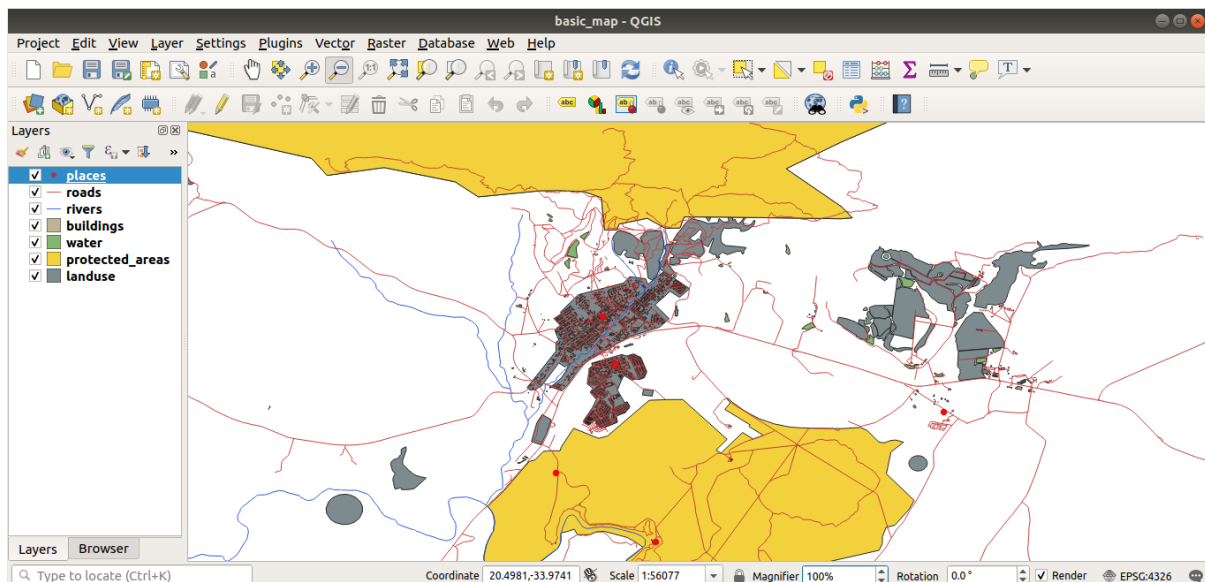 basic_map - QGIS
Project Edit View Layer Settings Plugins Vector Raster Database Web Help
Layers
places
roads
rivers
buildings
water
protected_areas
landuse
Layers Browser
Type to locate (Ctrl+K) Coordinate 20.4981,-33.9741 Scale 1:56077 Magnifier 100% Rotation 0.0° Render EPSG:4326